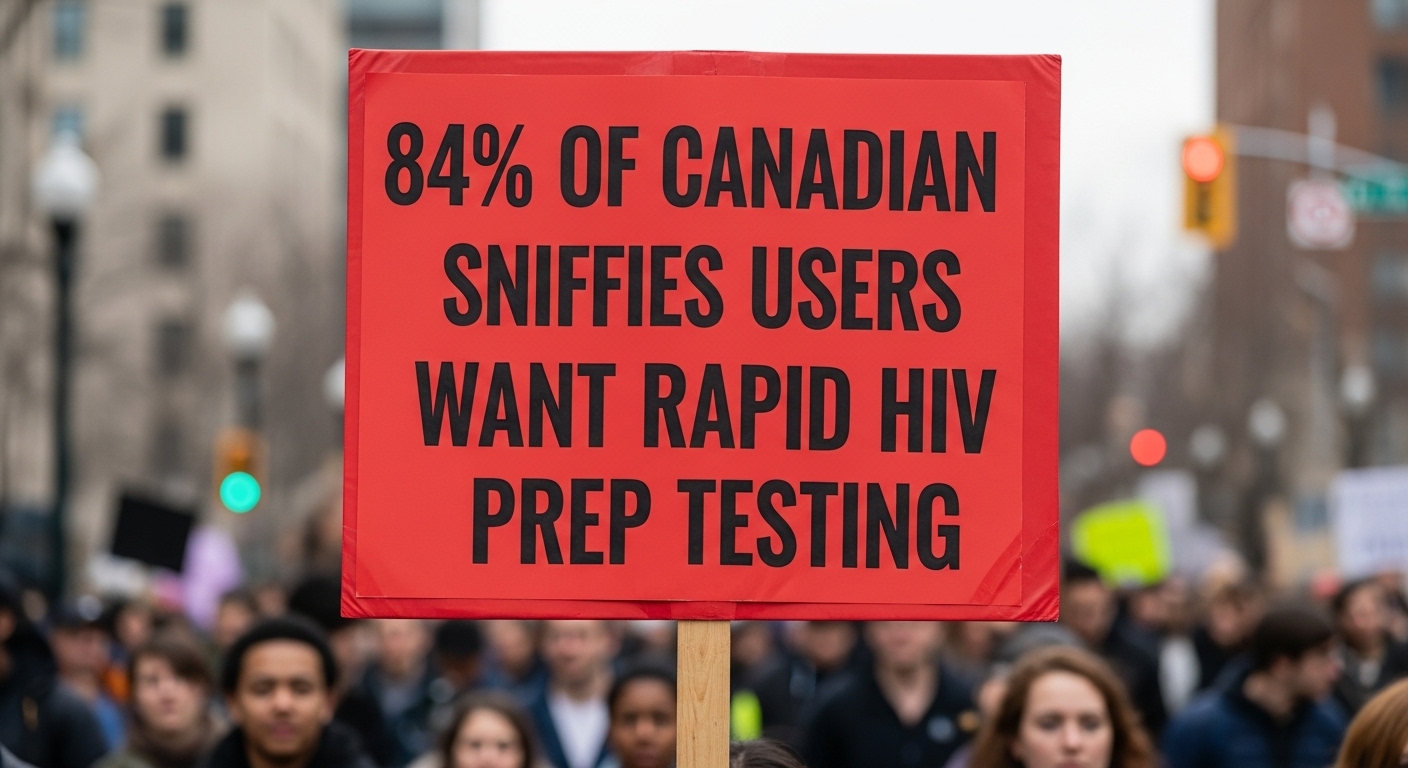 84% OF CANADIAN
SNIFFIES USERS
WANT RAPID HIV
PREP TESTING